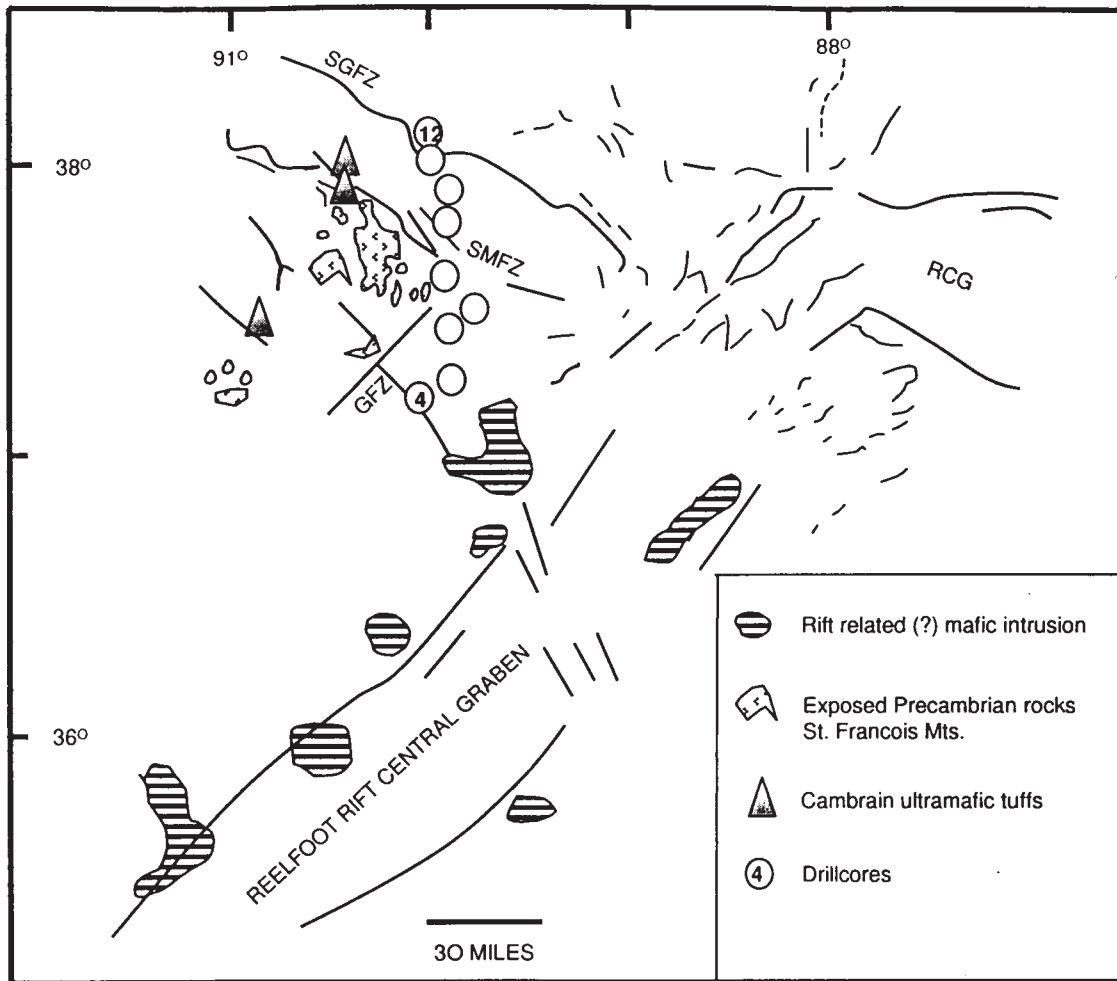 91°
88°
SGFZ
12
38°
SMFZ
RCG
GFZ
4
36°
REELFOOT RIFT CENTRAL GRABEN
30 MILES
Rift related (?) mafic intrusion
Exposed Precambrian rocks
St. Francois Mts.
Cambrain ultramafic tuffs
4
Drillcores